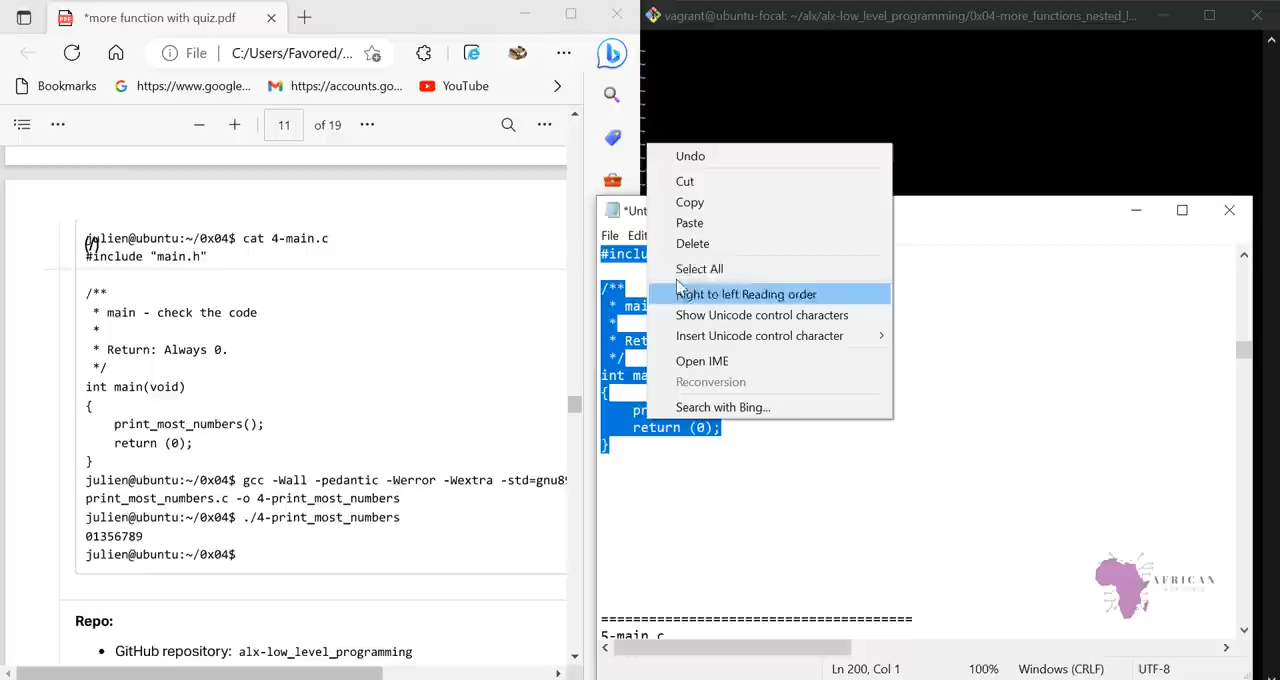 *more function with quiz.pdf
File
C:/Users/Favored/...
Bookmarks
https://www.google...
https://accounts.go...
YouTube
11
of 19
julien@ubuntu:~/0x04$ cat 4-main.c
(/)
#include "main.h"
/**
* main - check the code
*
* Return: Always 0.
*/
int main(void)
{
print_most_numbers();
return (0);
}
julien@ubuntu:~/0x04$ gcc -Wall -pedantic -Werror -Wextra -std=gnu89
print_most_numbers.c -o 4-print_most_numbers
julien@ubuntu:~/0x04$ ./4-print_most_numbers
01356789
julien@ubuntu:~/0x04$
Repo:
• GitHub repository: alx-low_level_programming
vagrant@ubuntu-focal: ~/alx/alx-low_level_programming/0x04-more_functions_nested_l...
~
~
~
~
~
~
*Unt
File Edit
#inclu
/**
* mai
*
* Ret
*/
int ma
{
pr
return (0);
}
Undo
Cut
Copy
Paste
Delete
Select All
Right to left Reading order
Show Unicode control characters
Insert Unicode control character
Open IME
Reconversion
Search with Bing...
AFRICAN
=====================================
5-main.c
Ln 200, Col 1
100%
Windows (CRLF)
UTF-8